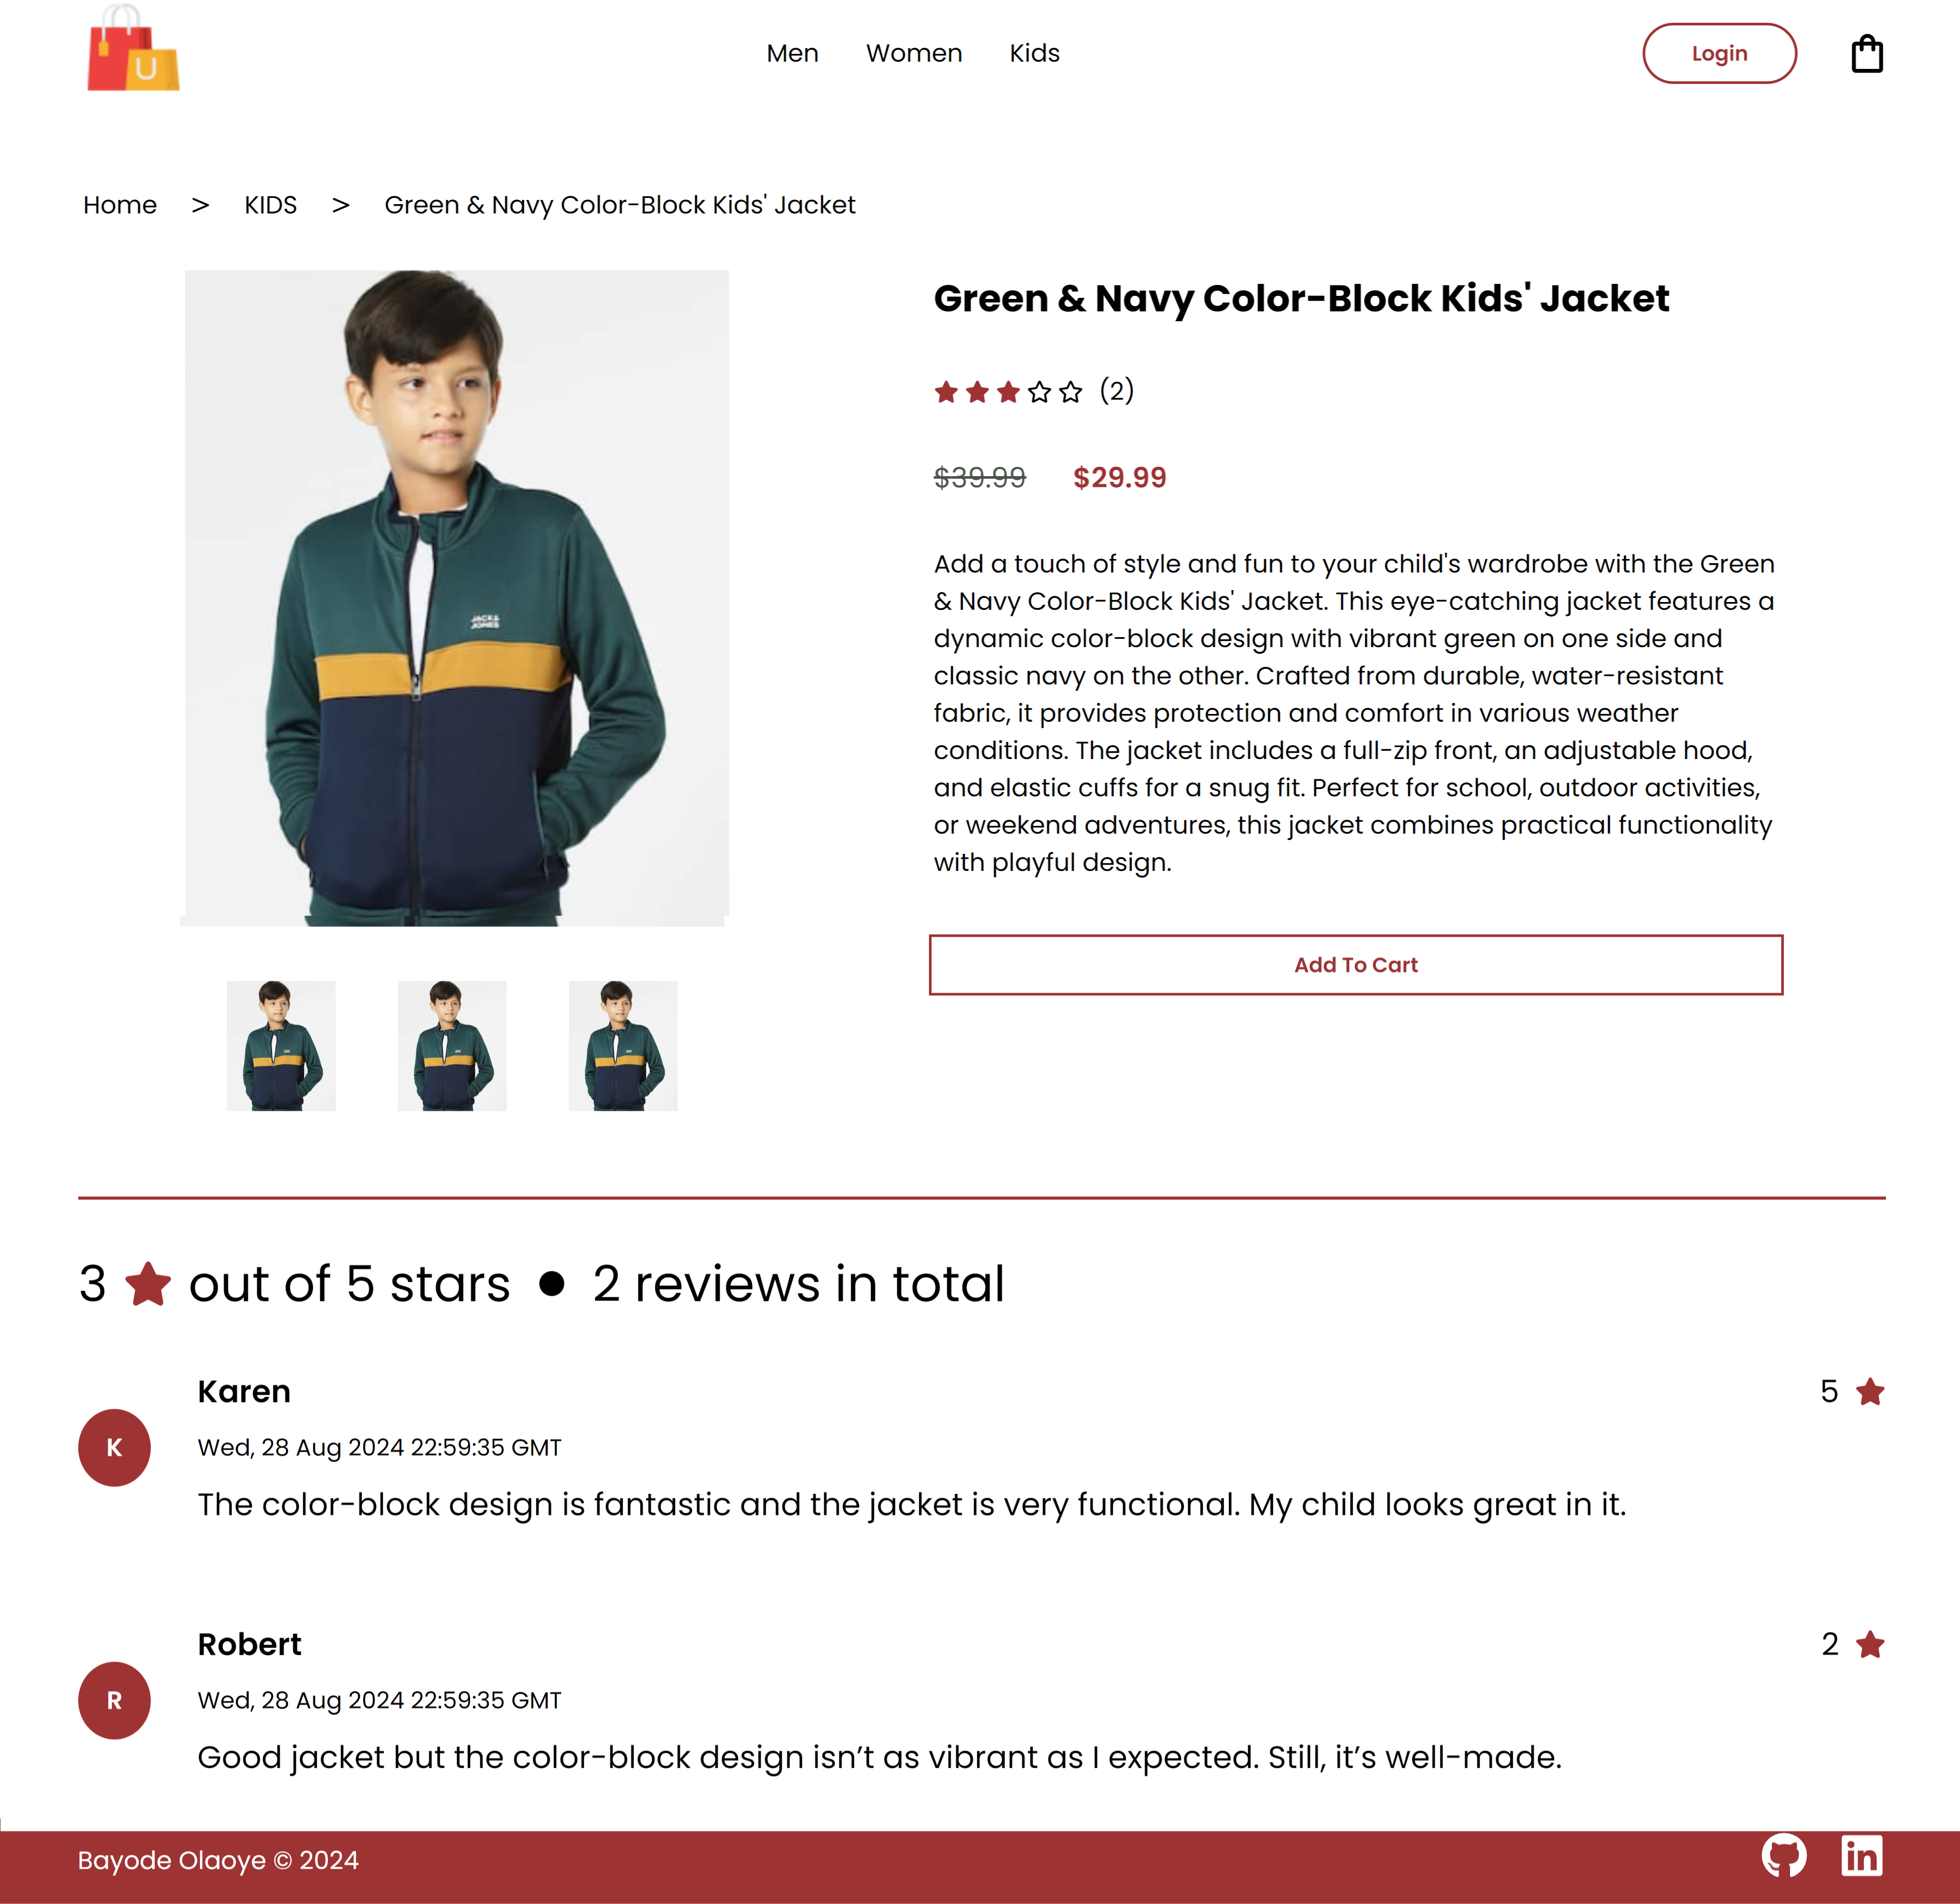 U
Men Women Kids Login
Home > KIDS > Green & Navy Color-Block Kids' Jacket
Green & Navy Color-Block Kids' Jacket
(2)
$39.99 $29.99
Add a touch of style and fun to your child's wardrobe with the Green
& Navy Color-Block Kids' Jacket. This eye-catching jacket features a
dynamic color-block design with vibrant green on one side and
classic navy on the other. Crafted from durable, water-resistant
fabric, it provides protection and comfort in various weather
conditions. The jacket includes a full-zip front, an adjustable hood,
and elastic cuffs for a snug fit. Perfect for school, outdoor activities,
or weekend adventures, this jacket combines practical functionality
with playful design.
JACK&
JONES
Add To Cart
3 ★ out of 5 stars ● 2 reviews in total
Karen 5
K
Wed, 28 Aug 2024 22:59:35 GMT
The color-block design is fantastic and the jacket is very functional. My child looks great in it.
Robert 2
R
Wed, 28 Aug 2024 22:59:35 GMT
Good jacket but the color-block design isn’t as vibrant as I expected. Still, it’s well-made.
Bayode Olaoye © 2024 in